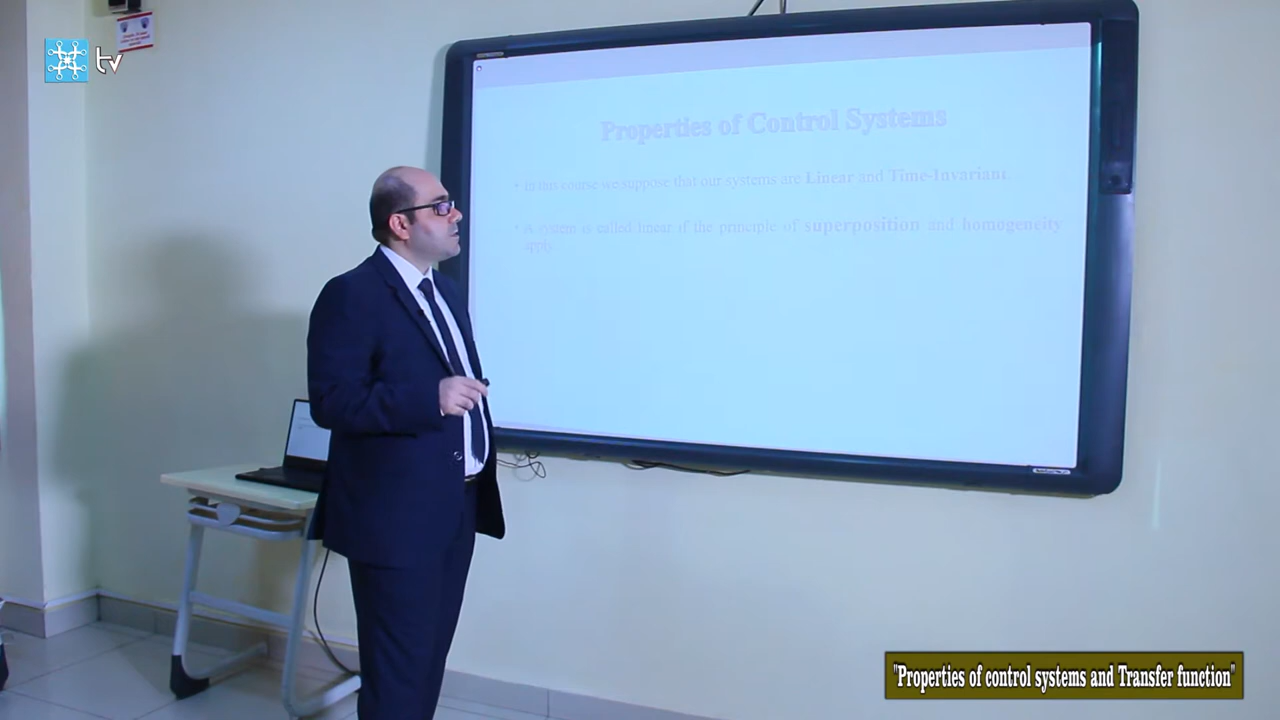 tv
Properties of Control Systems
• In this course we suppose that our systems are Linear and Time-Invariant.
• A system is called linear if the principle of superposition and homogeneity
apply.
"Properties of control systems and Transfer function"